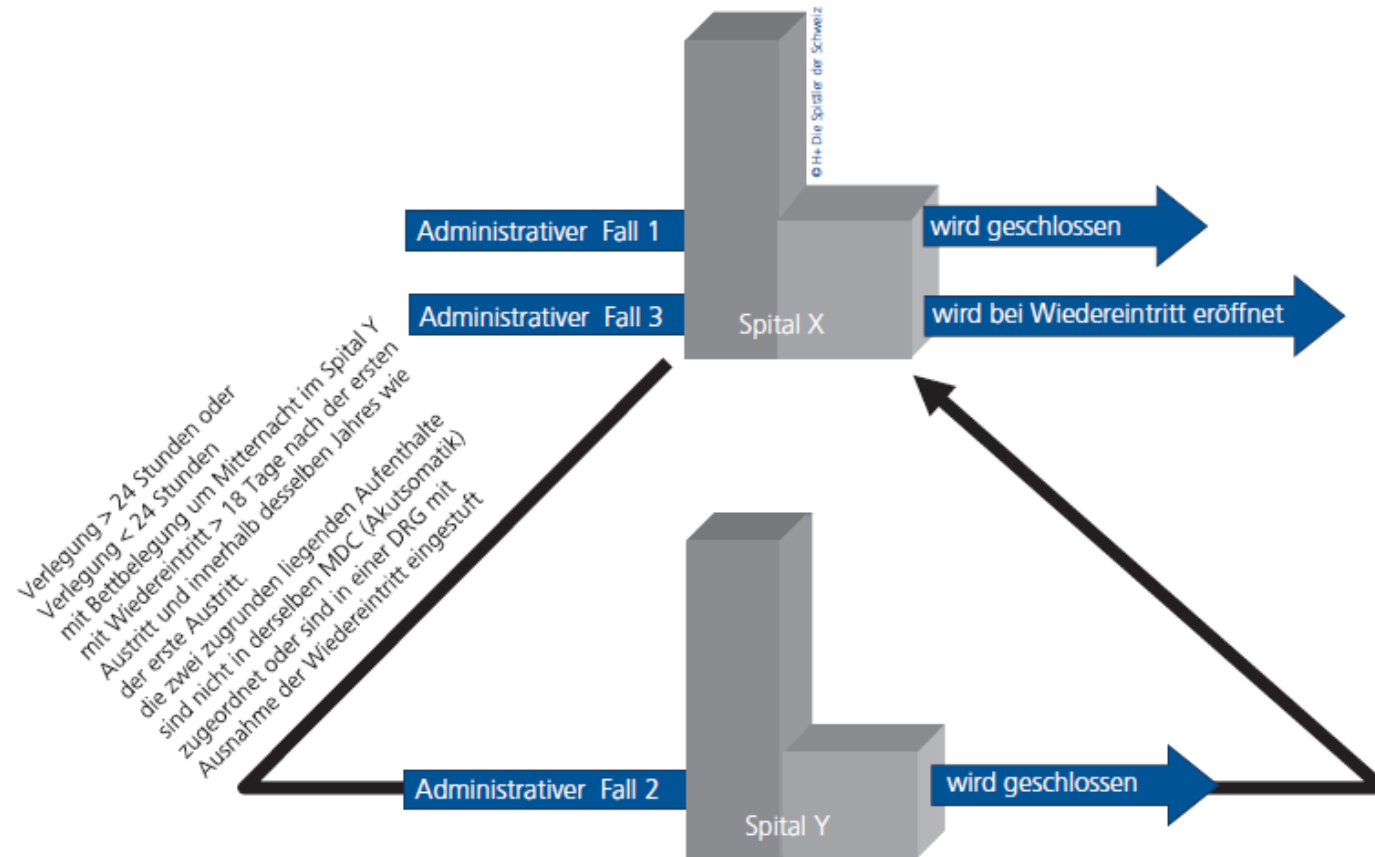 © H+ Die Spitäler der Schweiz
Administrativer Fall 1
wird geschlossen
Administrativer Fall 3
Spital X
wird bei Wiedereintritt eröffnet
Verlegung > 24 Stunden oder
Verlegung < 24 Stunden
mit Bettbelegung um Mitternacht im Spital Y
mit Wiedereintritt > 18 Tage nach der ersten
Austritt und innerhalb desselben Jahres wie
der erste Austritt.
die zwei zugrunden liegenden Aufenthalte
sind nicht in derselben MDC (Akutsomatik)
zugeordnet oder sind in einer DRG mit
Ausnahme der Wiedereintritt eingestuft
Administrativer Fall 2
wird geschlossen
Spital Y